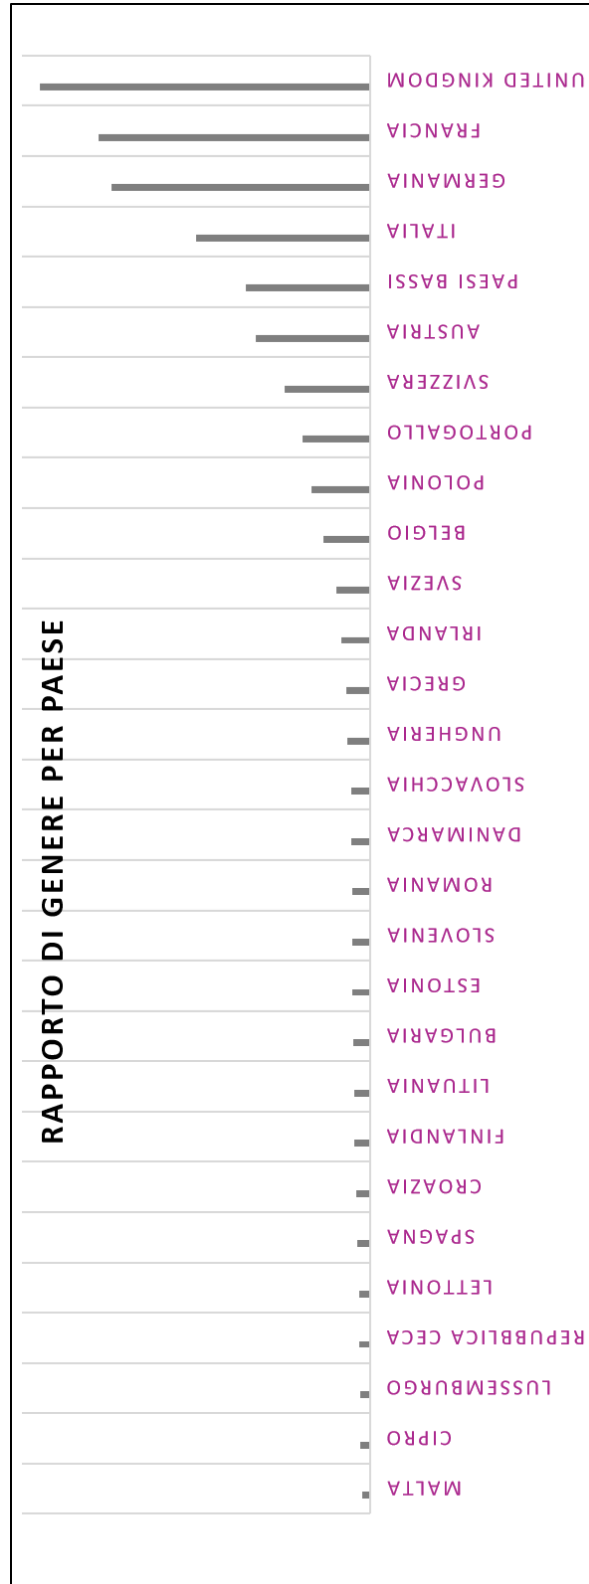 RAPPORTO DI GENERE PER PAESE
UNITED KINGDOM
FRANCIA
GERMANIA
ITALIA
PAESI BASSI
AUSTRIA
SVIZZERA
PORTOGALLO
POLONIA
BELGIO
SVEZIA
IRLANDA
GRECIA
UNGHERIA
SLOVACCHIA
DANIMARCA
ROMANIA
SLOVENIA
ESTONIA
BULGARIA
LITUANIA
FINLANDIA
CROAZIA
SPAGNA
LETTONIA
REPUBBLICA CECA
LUSSEMBURGO
CIPRO
MALTA